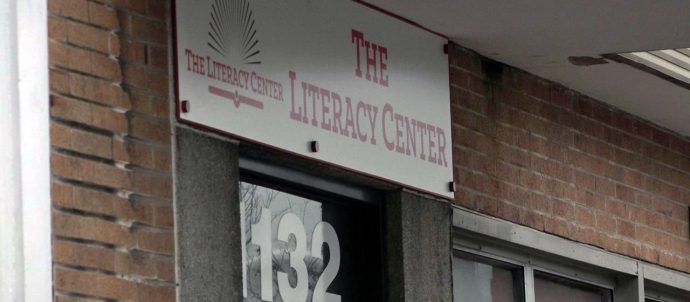 THE LITERACY CENTER
THE
LITERACY CENTER
132